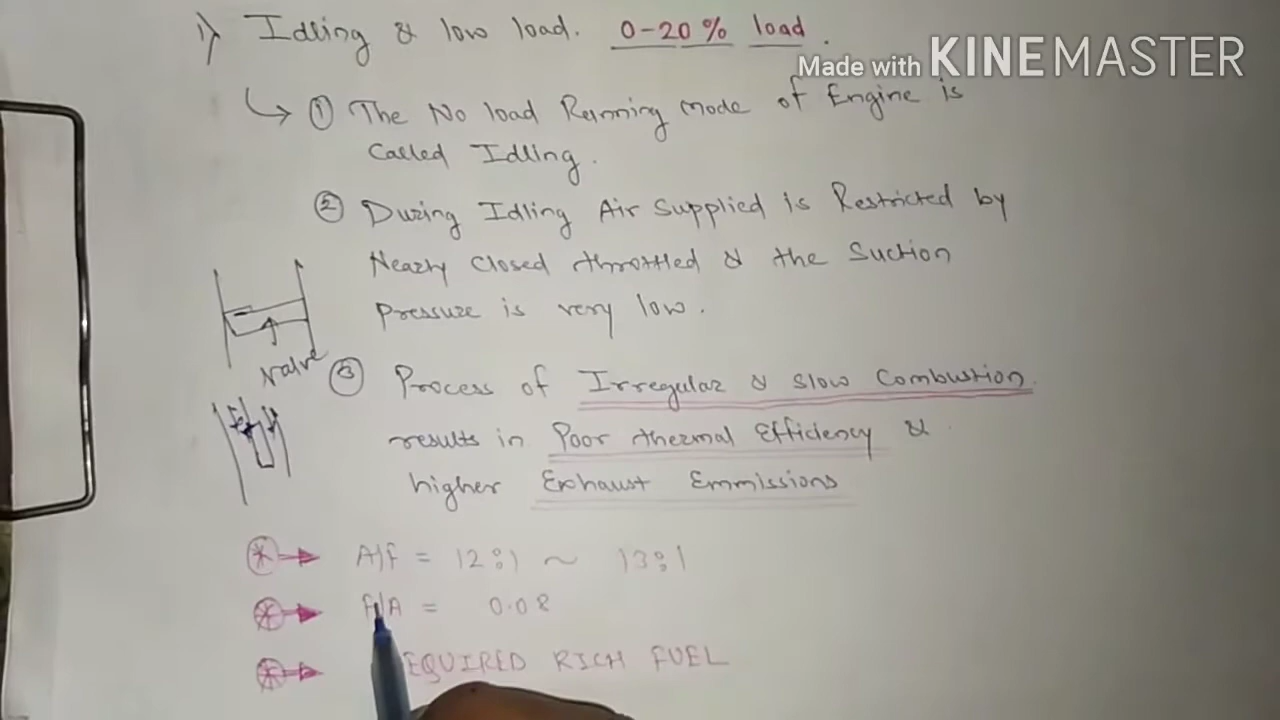 1) Idling & low load. 0-20% load.
Made with KINEMASTER
↳ ① The No load Running mode of Engine is
Called Idling.
② During Idling Air Supplied is Restricted by
Nearly Closed throttled & the Suction
Pressure is very low.
Valve
③ Process of Irregular & Slow Combustion
results in Poor thermal Efficiency &
higher Exhaust Emmissions
A/f = 12:1 ~ 13:1
F/A = 0.08
EQUIRED RICH FUEL